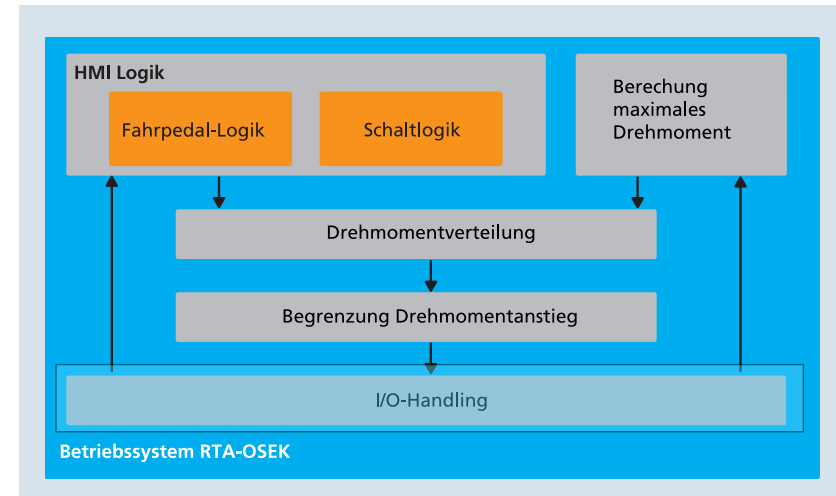 HMI Logik
Fahrpedal-Logik
Schaltlogik
Berechung
maximales
Drehmoment
Drehmomentverteilung
Begrenzung Drehmomentanstieg
I/O-Handling
Betriebssystem RTA-OSEK